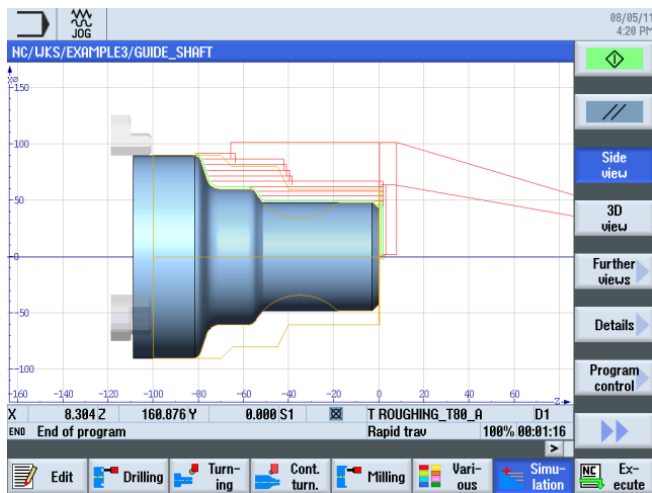 JOG
08/05/11
4:20 PM
NC/WKS/EXAMPLE3/GUIDE_SHAFT
X⌀
150
100
50
0
-50
-100
-160 -140 -120 -100 -80 -60 -40 -20 0 20 40 60 Z
Side
view
3D
view
Further
views
Details
Program
control
X 8.304 Z 160.076 Y 0.000 S1 T ROUGHING_T80_A D1
END End of program Rapid trav 100% 00:01:16
>
Edit
Drilling
Turn-
ing
Cont.
turn.
Milling
Vari-
ous
Simu-
lation
NC
Ex-
ecute